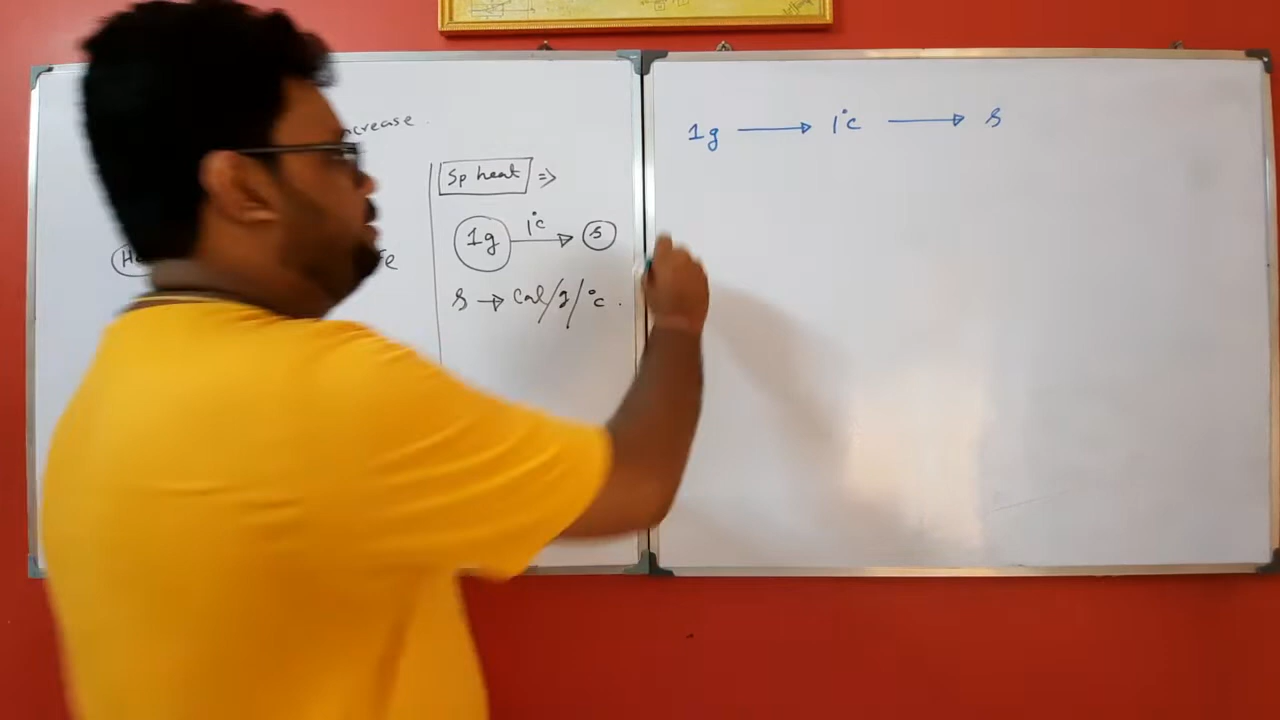 increase.
Sp heat ⇒
1g 1°c → s
s → Cal/g/°c.
1g → 1°c → s